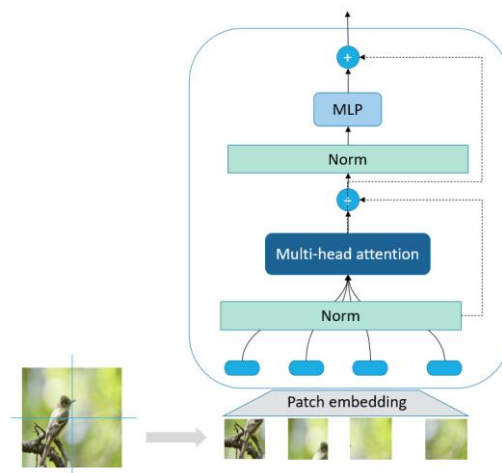 +
MLP
Norm
+
Multi-head attention
Norm
Patch embedding